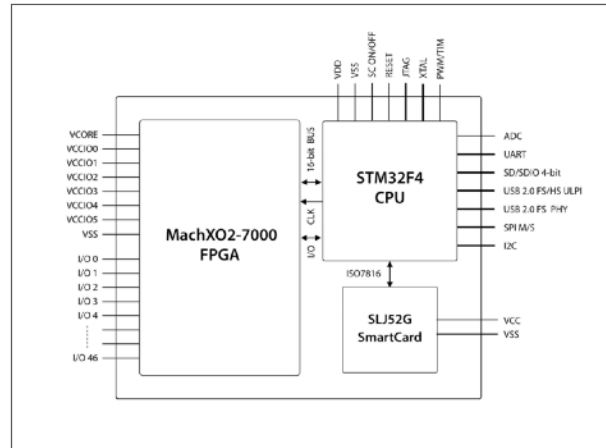 VDD
VSS
SC ON/OFF
RESET
JTAG
XTAL
PWM/TIM
VCORE
VCCIO0
VCCIO1
VCCIO2
VCCIO3
VCCIO4
VCCIO5
VSS
I/O 0
I/O 1
I/O 2
I/O 3
I/O 4
I/O 46
MachXO2-7000
FPGA
16-bit BUS
CLK
I/O
STM32F4
CPU
ADC
UART
SD/SDIO 4-bit
USB 2.0 FS/HS ULPI
USB 2.0 FS PHY
SPI M/S
I2C
ISO7816
SLJ52G
SmartCard
VCC
VSS